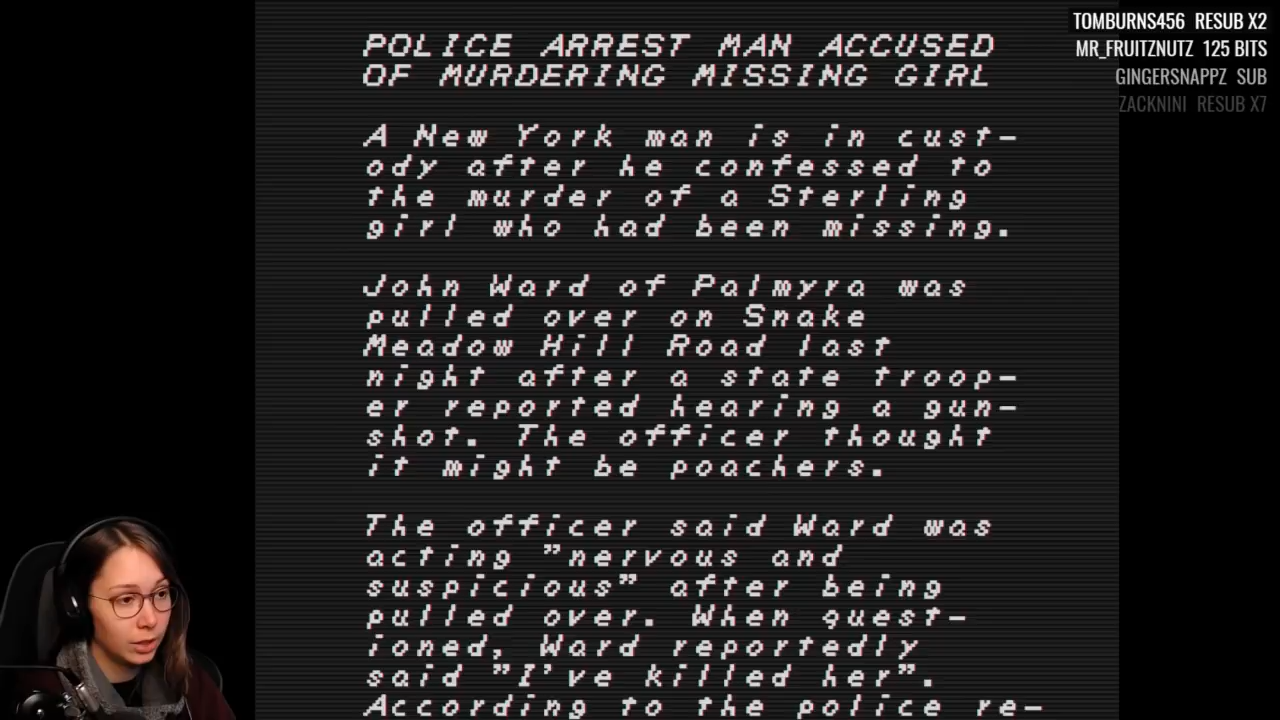 TOMBURNS456 RESUB X2
MR_FRUITZNUTZ 125 BITS
GINGERSNAPPZ SUB
ZACKNINI RESUB X7
POLICE ARREST MAN ACCUSED
OF MURDERING MISSING GIRL
A New York man is in cust-
ody after he confessed to
the murder of a Sterling
girl who had been missing.
John Ward of Palmyra was
pulled over on Snake
Meadow Hill Road last
night after a state troop-
er reported hearing a gun-
shot. The officer thought
it might be poachers.
The officer said Ward was
acting "nervous and
suspicious" after being
pulled over. When quest-
ioned, Ward reportedly
said "I've killed her".
According to the police re-